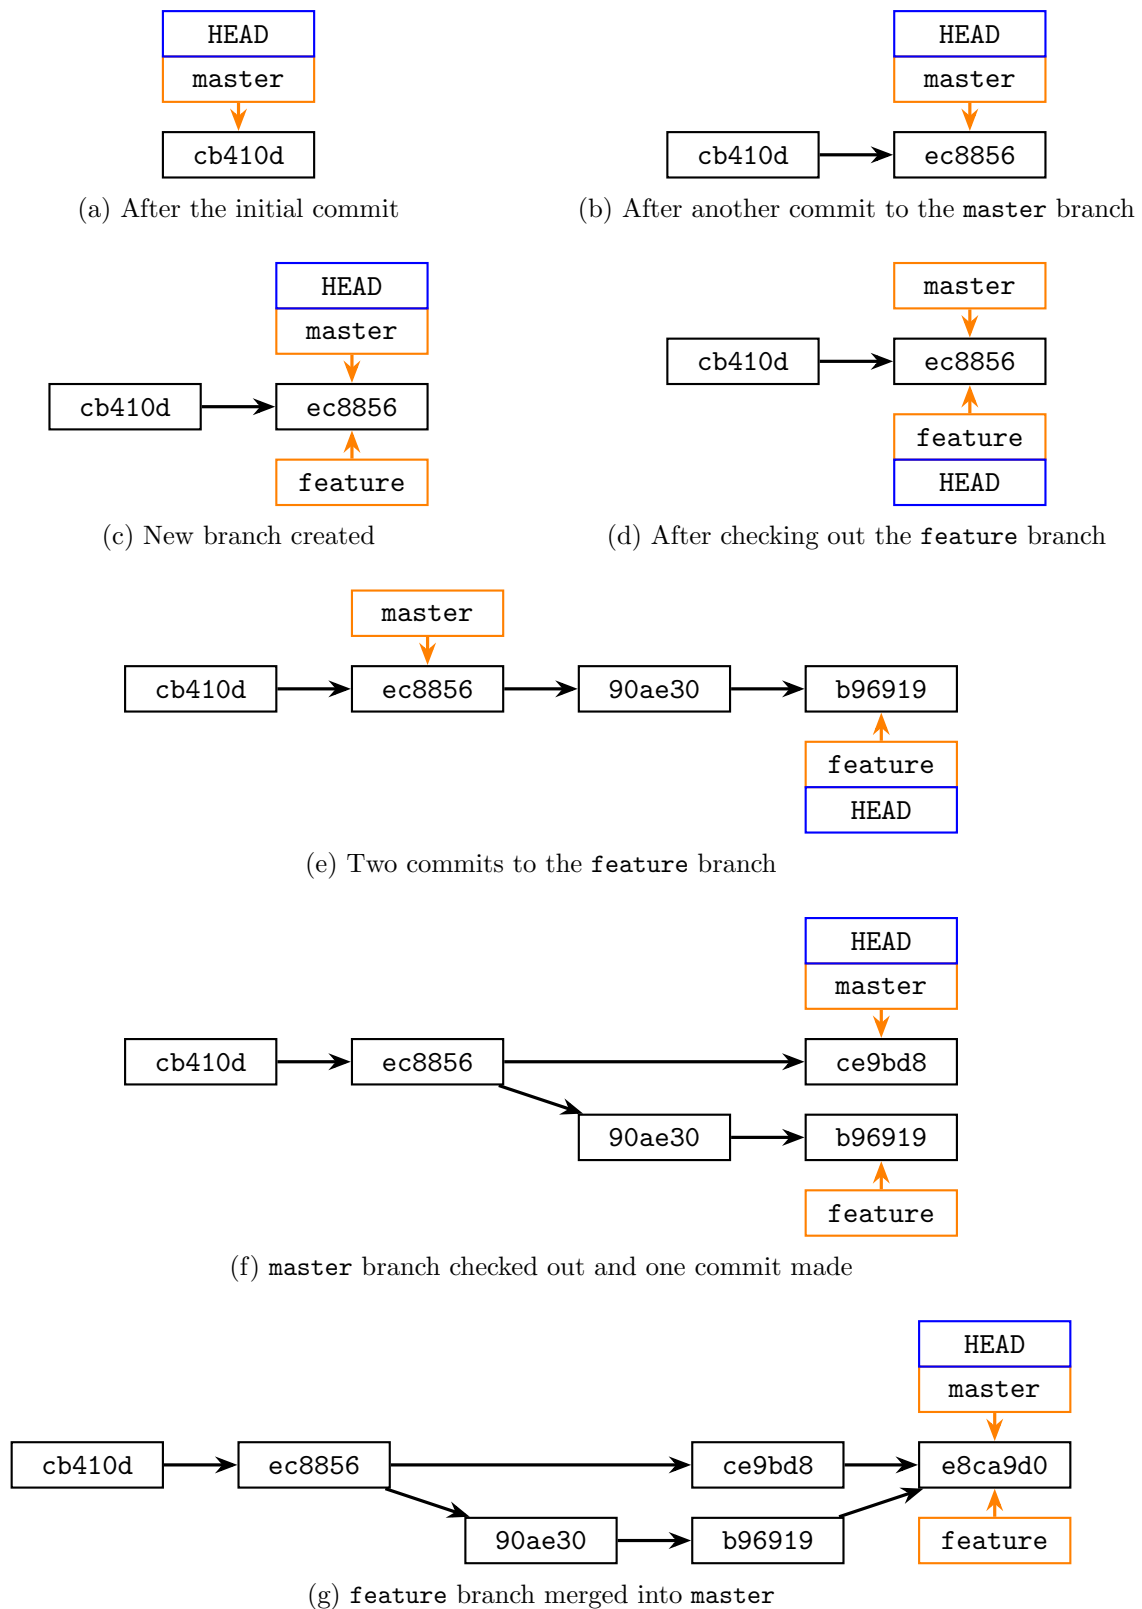 HEAD
master
cb410d
(a) After the initial commit
HEAD
master
cb410d
ec8856
(b) After another commit to the master branch
HEAD
master
cb410d
ec8856
feature
(c) New branch created
master
cb410d
ec8856
feature
HEAD
(d) After checking out the feature branch
master
cb410d
ec8856
90ae30
b96919
feature
HEAD
(e) Two commits to the feature branch
HEAD
master
cb410d
ec8856
ce9bd8
90ae30
b96919
feature
(f) master branch checked out and one commit made
HEAD
master
cb410d
ec8856
ce9bd8
e8ca9d0
90ae30
b96919
feature
(g) feature branch merged into master